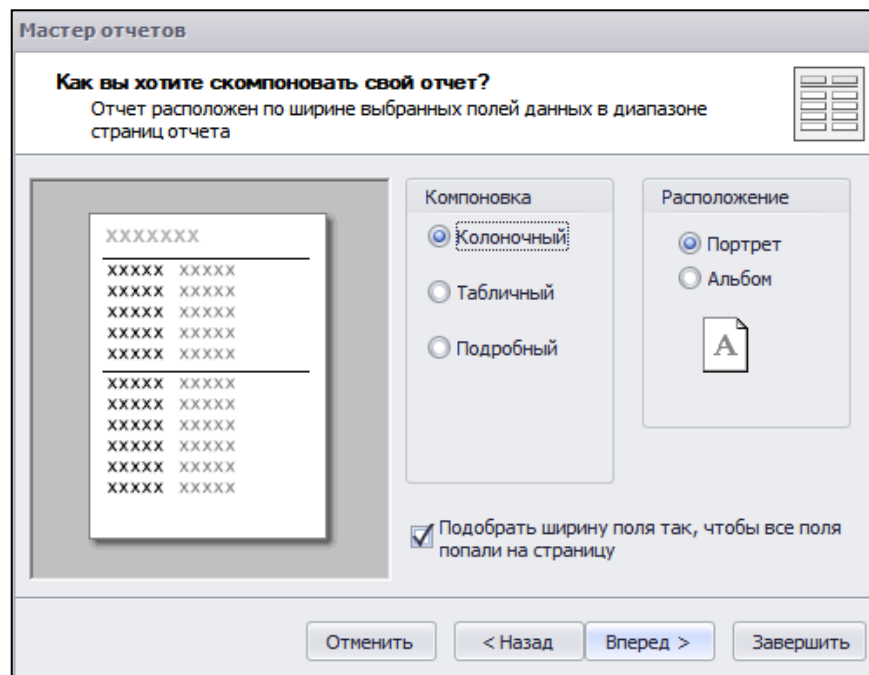 Мастер отчетов
Как вы хотите скомпоновать свой отчет?
Отчет расположен по ширине выбранных полей данных в диапазоне
страниц отчета
XXXXXXX
XXXXX XXXXX
XXXXX XXXXX
XXXXX XXXXX
XXXXX XXXXX
XXXXX XXXXX
XXXXX XXXXX
XXXXX XXXXX
XXXXX XXXXX
XXXXX XXXXX
XXXXX XXXXX
XXXXX XXXXX
Компоновка
Колоночный
Табличный
Подробный
Расположение
Портрет
Альбом
A
Подобрать ширину поля так, чтобы все поля
попали на страницу
Отменить
< Назад
Вперед >
Завершить